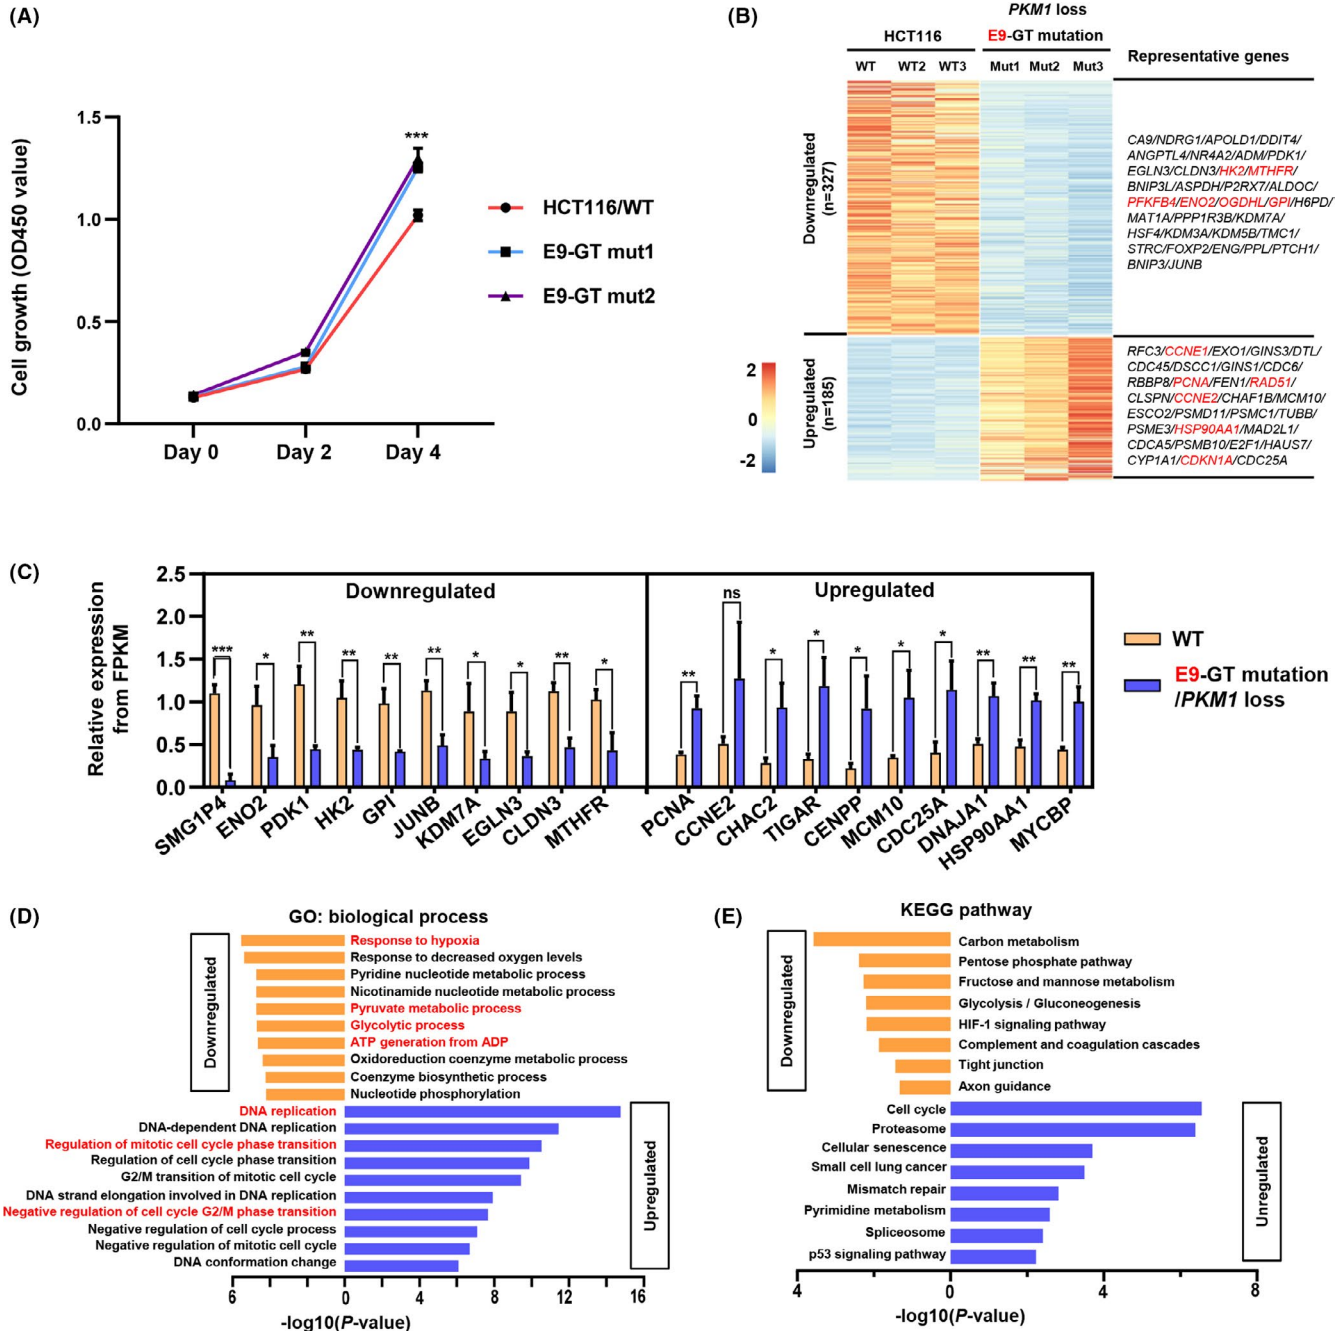 (A)
Cell growth (OD450 value)
1.5
1.0
0.5
0.0
Day 0
Day 2
Day 4
***
HCT116/WT
E9-GT mut1
E9-GT mut2
(B)
PKM1 loss
HCT116
E9-GT mutation
Representative genes
WT
WT2
WT3
Mut1
Mut2
Mut3
Downregulated
(n=327)
CA9/NDRG1/APOLD1/DDIT4/
ANGPTL4/NR4A2/ADM/PDK1/
EGLN3/CLDN3/HK2/MTHFR/
BNIP3L/ASPDH/P2RX7/ALDOC/
PFKFB4/ENO2/OGDHL/GPI/H6PD/
MAT1A/PPP1R3B/KDM7A/
HSF4/KDM3A/KDM5B/TMC1/
STRC/FOXP2/ENG/PPL/PTCH1/
BNIP3/JUNB
Upregulated
(n=185)
RFC3/CCNE1/EXO1/GINS3/DTL/
CDC45/DSCC1/GINS1/CDC6/
RBBP8/PCNA/FEN1/RAD51/
CLSPN/CCNE2/CHAF1B/MCM10/
ESCO2/PSMD11/PSMC1/TUBB/
PSME3/HSP90AA1/MAD2L1/
CDCA5/PSMB10/E2F1/HAUS7/
CYP1A1/CDKN1A/CDC25A
2
0
-2
(C)
Relative expression
from FPKM
2.5
2.0
1.5
1.0
0.5
0.0
Downregulated
Upregulated
***
*
**
**
**
**
*
*
**
*
**
ns
*
*
*
*
*
**
**
**
SMG1P4
ENO2
PDK1
HK2
GPI
JUNB
KDM7A
EGLN3
CLDN3
MTHFR
PCNA
CCNE2
CHAC2
TIGAR
CENPP
MCM10
CDC25A
DNAJA1
HSP90AA1
MYCBP
WT
E9-GT mutation
/PKM1 loss
(D)
GO: biological process
Downregulated
Response to hypoxia
Response to decreased oxygen levels
Pyridine nucleotide metabolic process
Nicotinamide nucleotide metabolic process
Pyruvate metabolic process
Glycolytic process
ATP generation from ADP
Oxidoreduction coenzyme metabolic process
Coenzyme biosynthetic process
Nucleotide phosphorylation
DNA replication
DNA-dependent DNA replication
Regulation of mitotic cell cycle phase transition
Regulation of cell cycle phase transition
G2/M transition of mitotic cell cycle
DNA strand elongation involved in DNA replication
Negative regulation of cell cycle G2/M phase transition
Negative regulation of cell cycle process
Negative regulation of mitotic cell cycle
DNA conformation change
Upregulated
6
0
4
8
12
16
-log10(P-value)
(E)
KEGG pathway
Downregulated
Carbon metabolism
Pentose phosphate pathway
Fructose and mannose metabolism
Glycolysis / Gluconeogenesis
HIF-1 signaling pathway
Complement and coagulation cascades
Tight junction
Axon guidance
Cell cycle
Proteasome
Cellular senescence
Small cell lung cancer
Mismatch repair
Pyrimidine metabolism
Spliceosome
p53 signaling pathway
Unregulated
4
0
4
8
-log10(P-value)